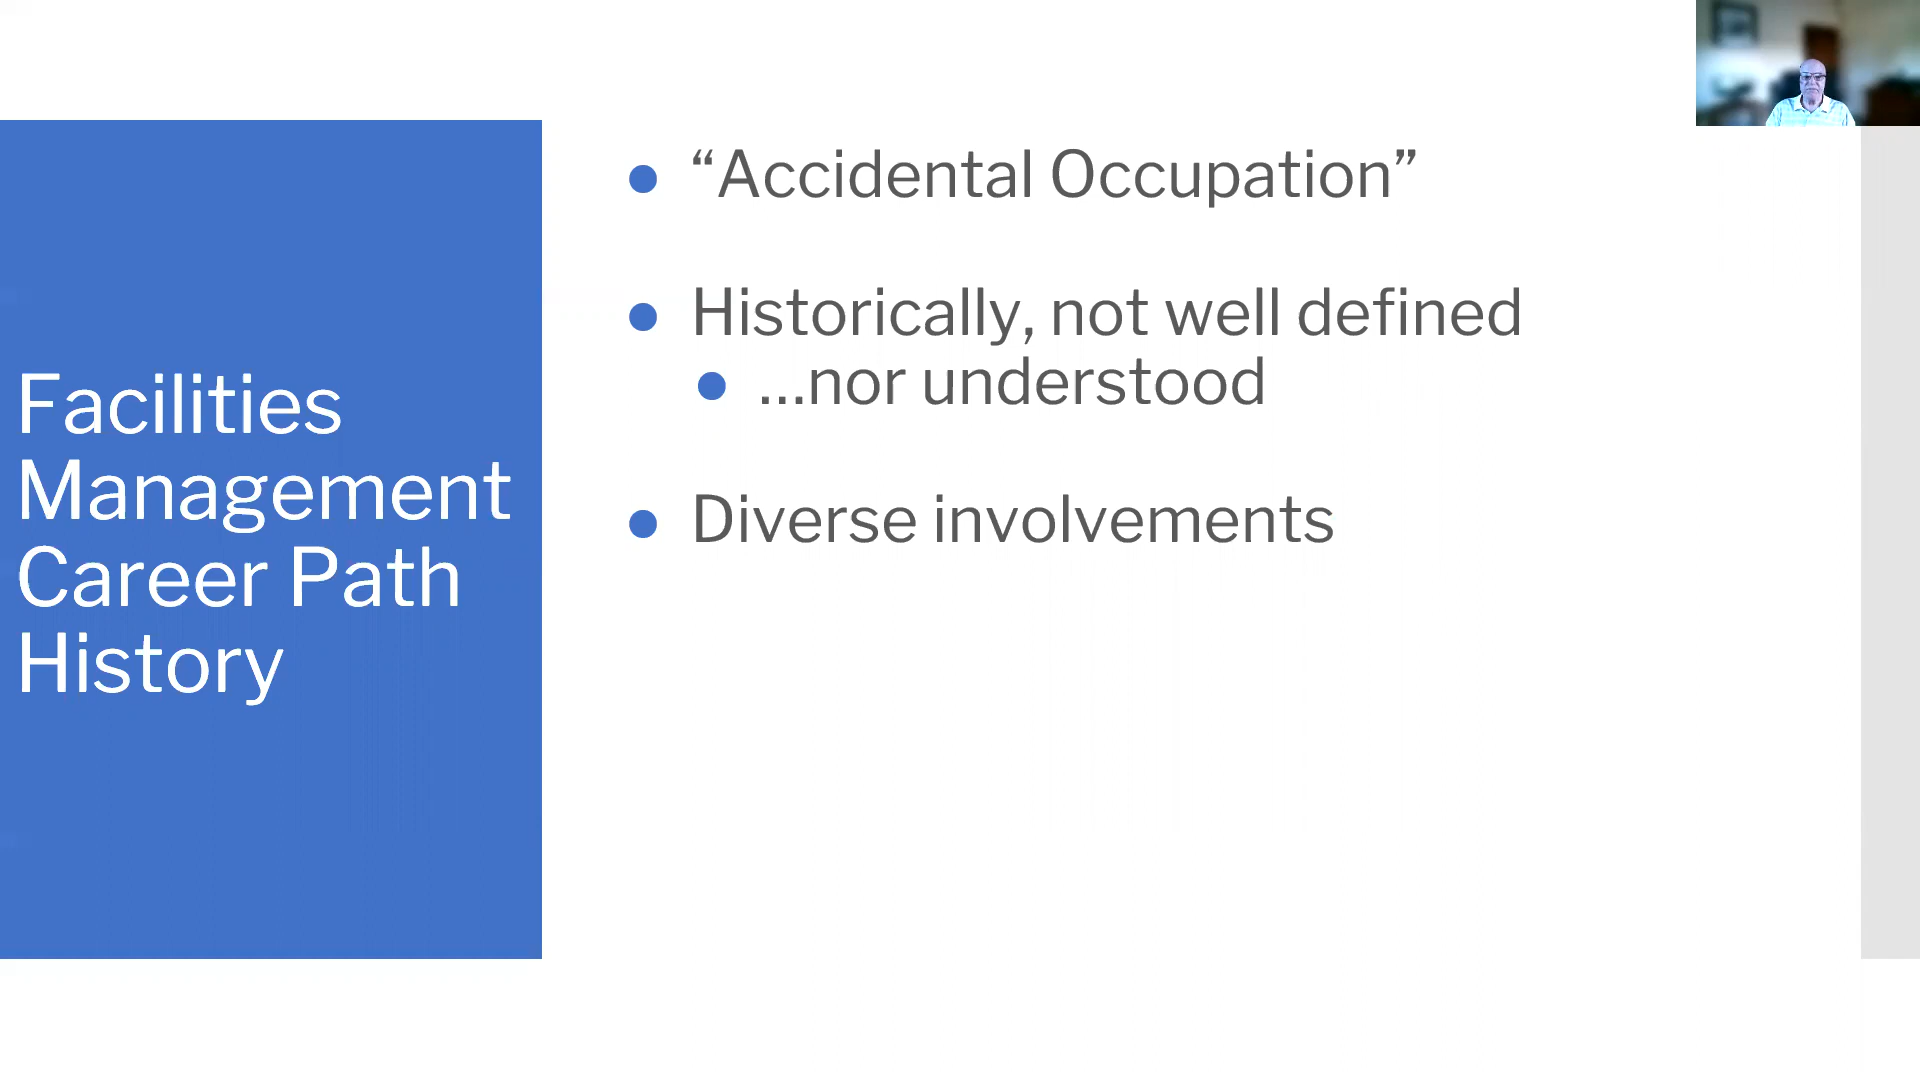 Facilities
Management
Career Path
History
“Accidental Occupation”
Historically, not well defined
...nor understood
Diverse involvements